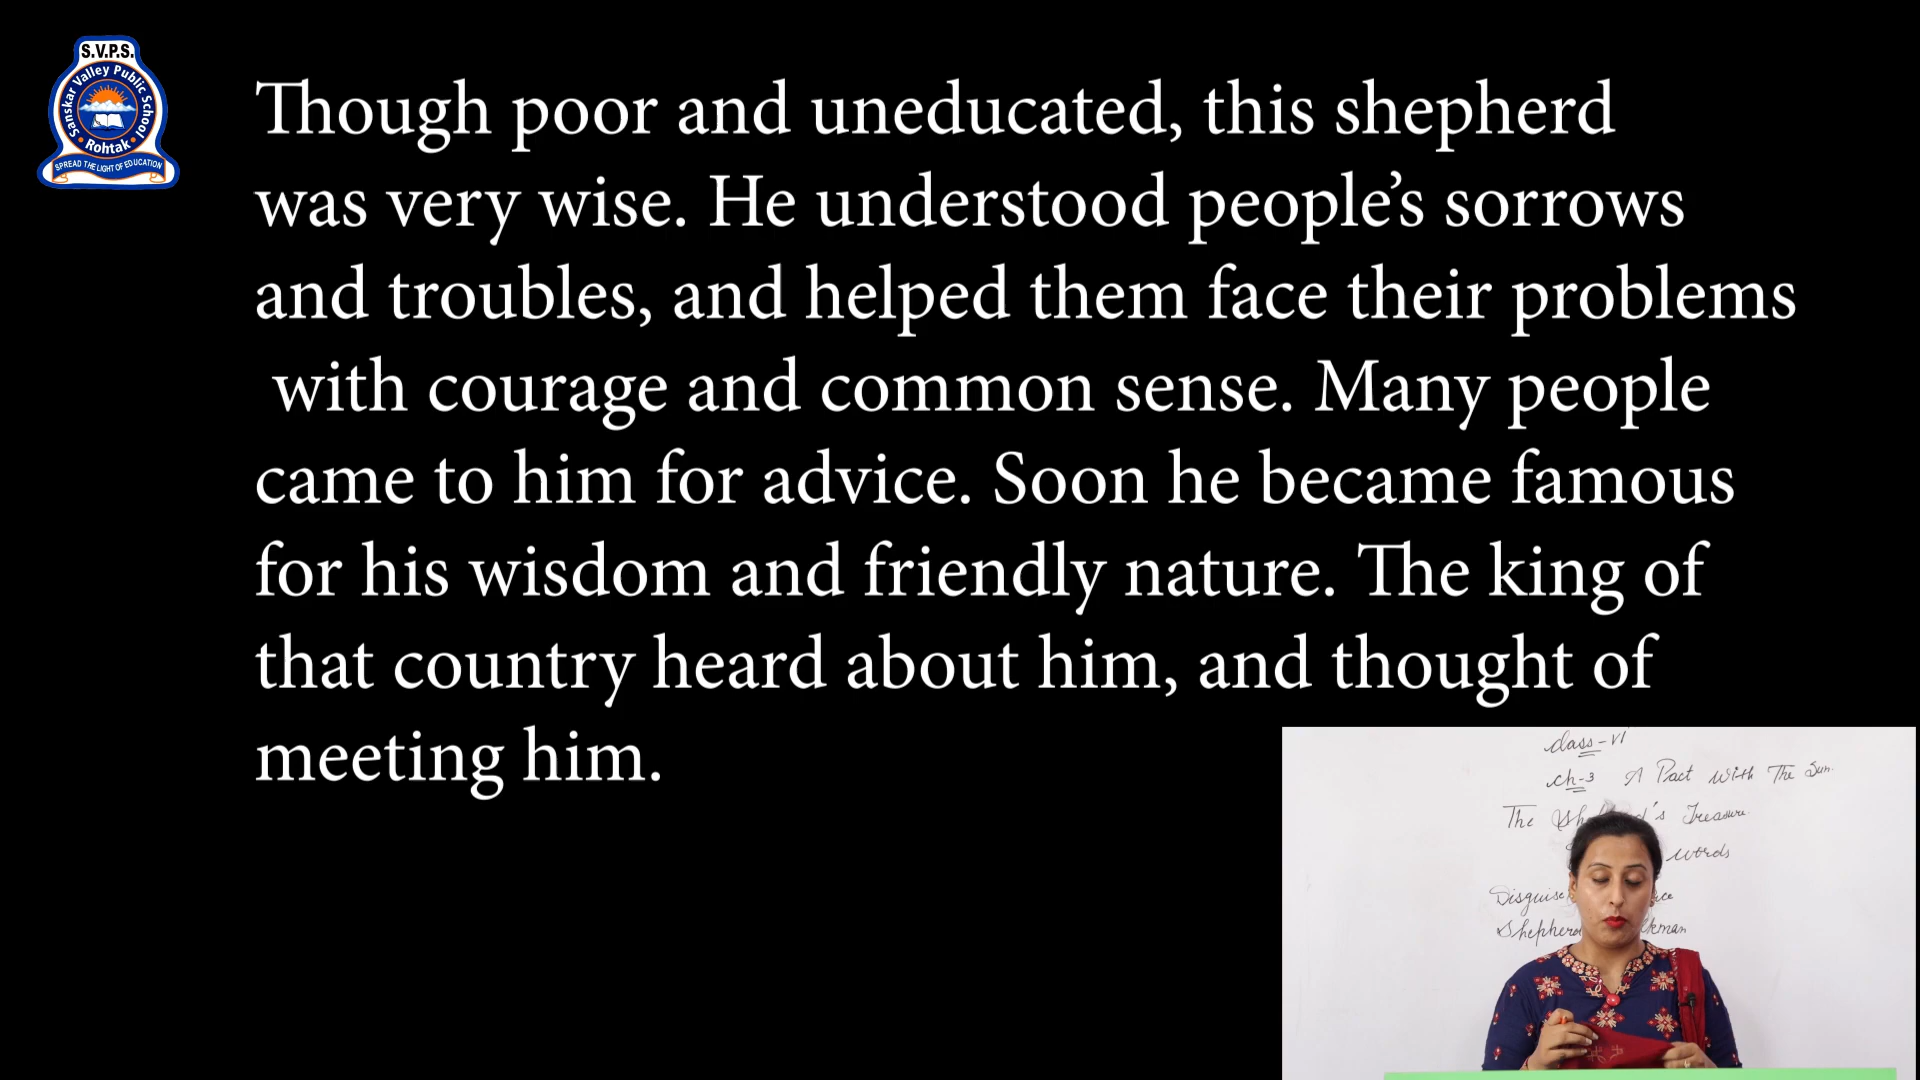 S.V.P.S.
Sanskar Valley Public School
Rohtak
SPREAD THE LIGHT OF EDUCATION
Though poor and uneducated, this shepherd
was very wise. He understood people’s sorrows
and troubles, and helped them face their problems
with courage and common sense. Many people
came to him for advice. Soon he became famous
for his wisdom and friendly nature. The king of
that country heard about him, and thought of
meeting him.
Class-VI
Ch-3 A Pact With The Sun.
The 's Treasure
words
Disguise